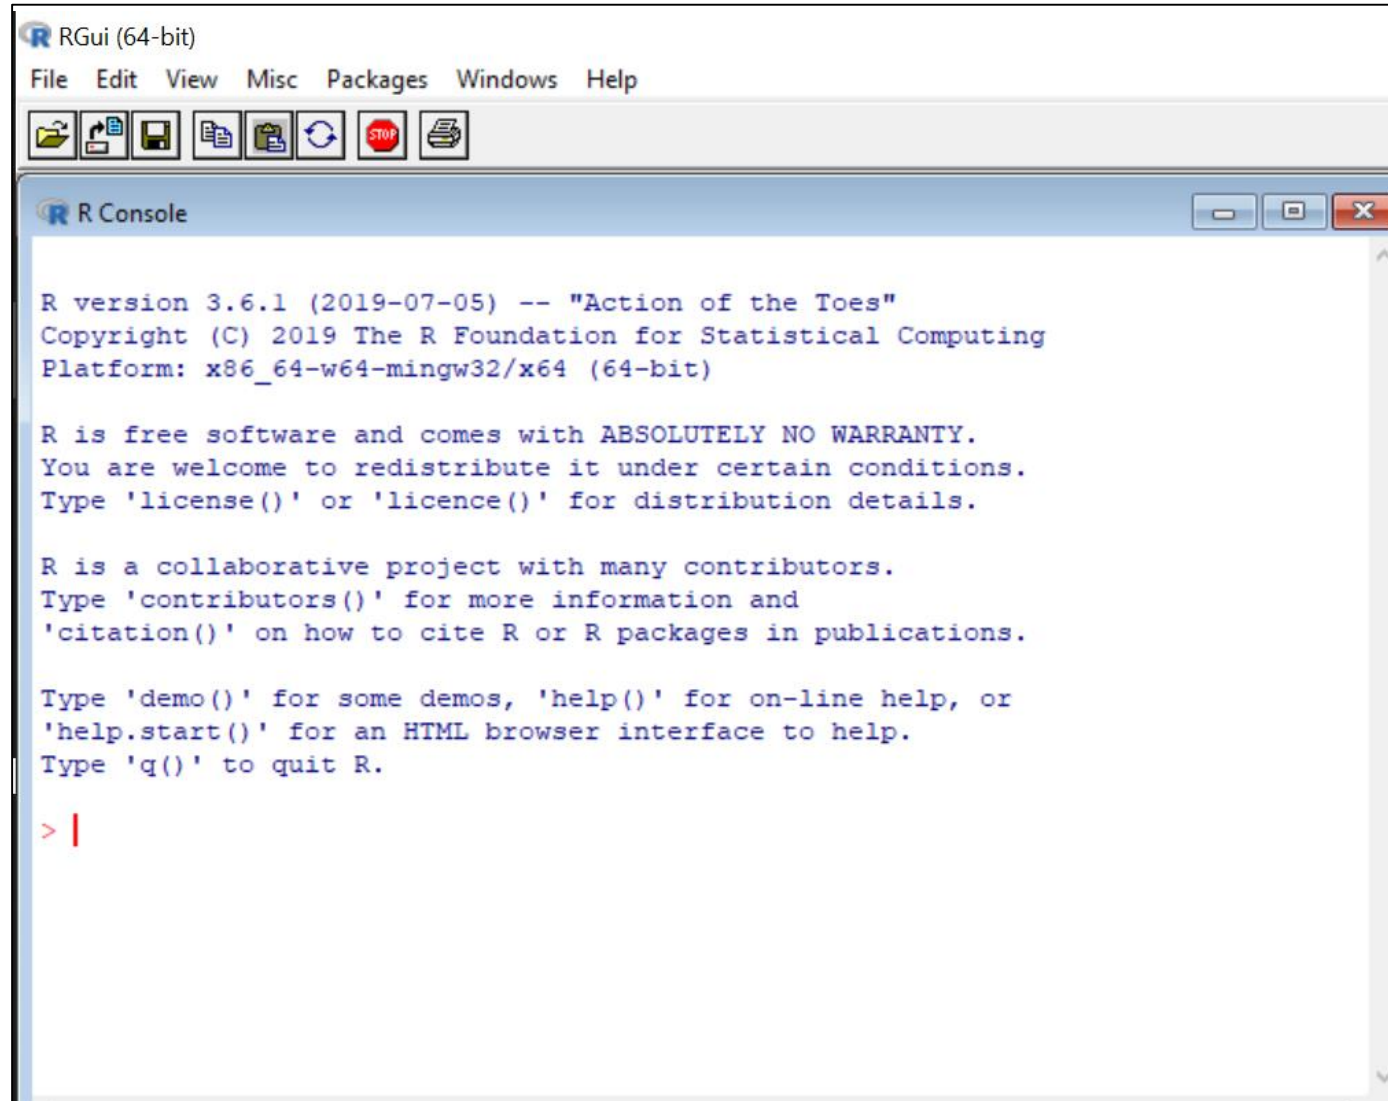 RGui (64-bit)
File Edit View Misc Packages Windows Help
STOP
R Console
R version 3.6.1 (2019-07-05) -- "Action of the Toes"
Copyright (C) 2019 The R Foundation for Statistical Computing
Platform: x86_64-w64-mingw32/x64 (64-bit)
R is free software and comes with ABSOLUTELY NO WARRANTY.
You are welcome to redistribute it under certain conditions.
Type 'license()' or 'licence()' for distribution details.
R is a collaborative project with many contributors.
Type 'contributors()' for more information and
'citation()' on how to cite R or R packages in publications.
Type 'demo()' for some demos, 'help()' for on-line help, or
'help.start()' for an HTML browser interface to help.
Type 'q()' to quit R.
>